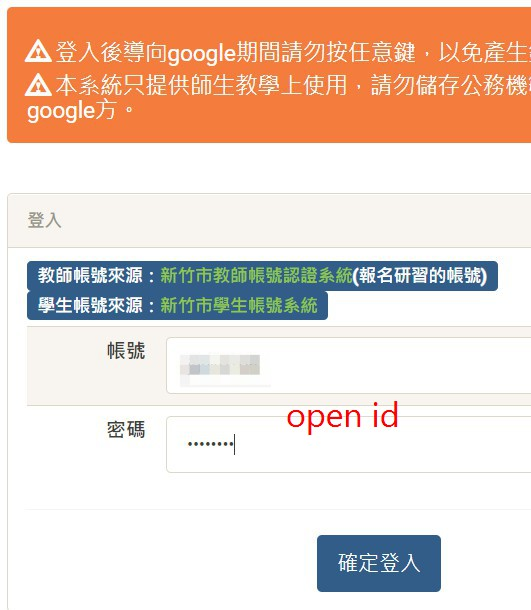 登入後導向google期間請勿按任意鍵，以免產生
本系統只提供師生教學上使用，請勿儲存公務機
google方。
登入
教師帳號來源：新竹市教師帳號認證系統(報名研習的帳號)
學生帳號來源：新竹市學生帳號系統
帳號
open id
密碼
確定登入